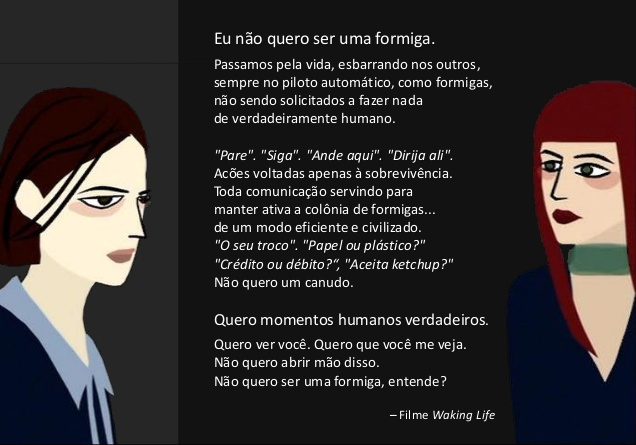 Eu não quero ser uma formiga.
Passamos pela vida, esbarrando nos outros,
sempre no piloto automático, como formigas,
não sendo solicitados a fazer nada
de verdadeiramente humano.
"Pare". "Siga". "Ande aqui". "Dirija ali".
Acões voltadas apenas à sobrevivência.
Toda comunicação servindo para
manter ativa a colônia de formigas...
de um modo eficiente e civilizado.
"O seu troco". "Papel ou plástico?"
"Crédito ou débito?“, "Aceita ketchup?"
Não quero um canudo.
Quero momentos humanos verdadeiros.
Quero ver você. Quero que você me veja.
Não quero abrir mão disso.
Não quero ser uma formiga, entende?
– Filme Waking Life